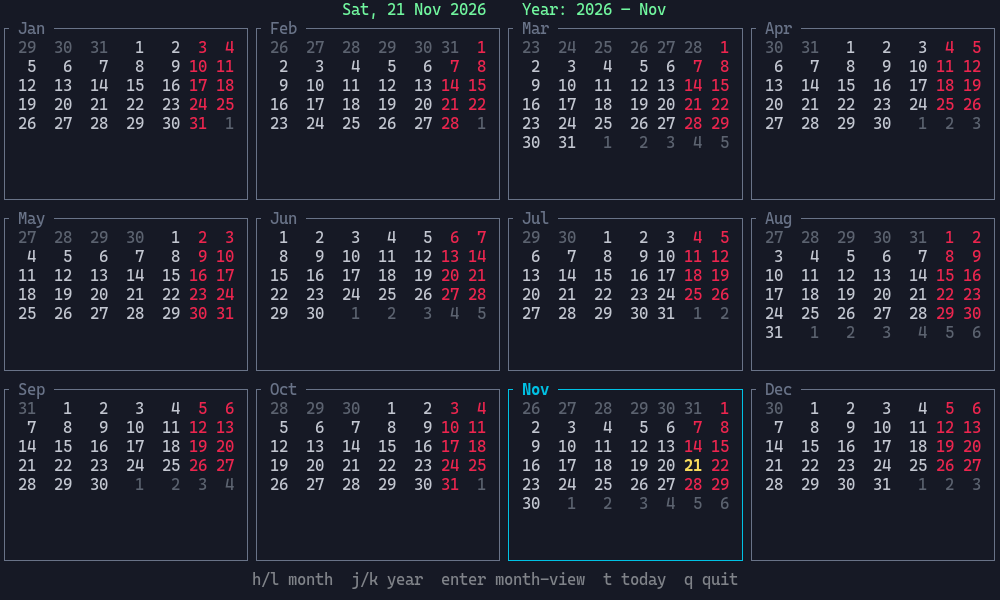 Sat, 21 Nov 2026    Year: 2026 — Nov
Jan Feb Mar Apr
29 30 31 1 2 3 4 26 27 28 29 30 31 1 23 24 25 26 27 28 1 30 31 1 2 3 4 5
5 6 7 8 9 10 11 2 3 4 5 6 7 8 2 3 4 5 6 7 8 6 7 8 9 10 11 12
12 13 14 15 16 17 18 9 10 11 12 13 14 15 9 10 11 12 13 14 15 13 14 15 16 17 18 19
19 20 21 22 23 24 25 16 17 18 19 20 21 22 16 17 18 19 20 21 22 20 21 22 23 24 25 26
26 27 28 29 30 31 1 23 24 25 26 27 28 1 23 24 25 26 27 28 29 27 28 29 30 1 2 3
30 31 1 2 3 4 5
May Jun Jul Aug
27 28 29 30 1 2 3 1 2 3 4 5 6 7 29 30 1 2 3 4 5 27 28 29 30 31 1 2
4 5 6 7 8 9 10 8 9 10 11 12 13 14 6 7 8 9 10 11 12 3 4 5 6 7 8 9
11 12 13 14 15 16 17 15 16 17 18 19 20 21 13 14 15 16 17 18 19 10 11 12 13 14 15 16
18 19 20 21 22 23 24 22 23 24 25 26 27 28 20 21 22 23 24 25 26 17 18 19 20 21 22 23
25 26 27 28 29 30 31 29 30 1 2 3 4 5 27 28 29 30 31 1 2 24 25 26 27 28 29 30
31 1 2 3 4 5 6
Sep Oct Nov Dec
31 1 2 3 4 5 6 28 29 30 1 2 3 4 26 27 28 29 30 31 1 30 1 2 3 4 5 6
7 8 9 10 11 12 13 5 6 7 8 9 10 11 2 3 4 5 6 7 8 7 8 9 10 11 12 13
14 15 16 17 18 19 20 12 13 14 15 16 17 18 9 10 11 12 13 14 15 14 15 16 17 18 19 20
21 22 23 24 25 26 27 19 20 21 22 23 24 25 16 17 18 19 20 21 22 21 22 23 24 25 26 27
28 29 30 1 2 3 4 26 27 28 29 30 31 1 23 24 25 26 27 28 29 28 29 30 31 1 2 3
30 1 2 3 4 5 6
h/l month  j/k year  enter month-view  t today  q quit